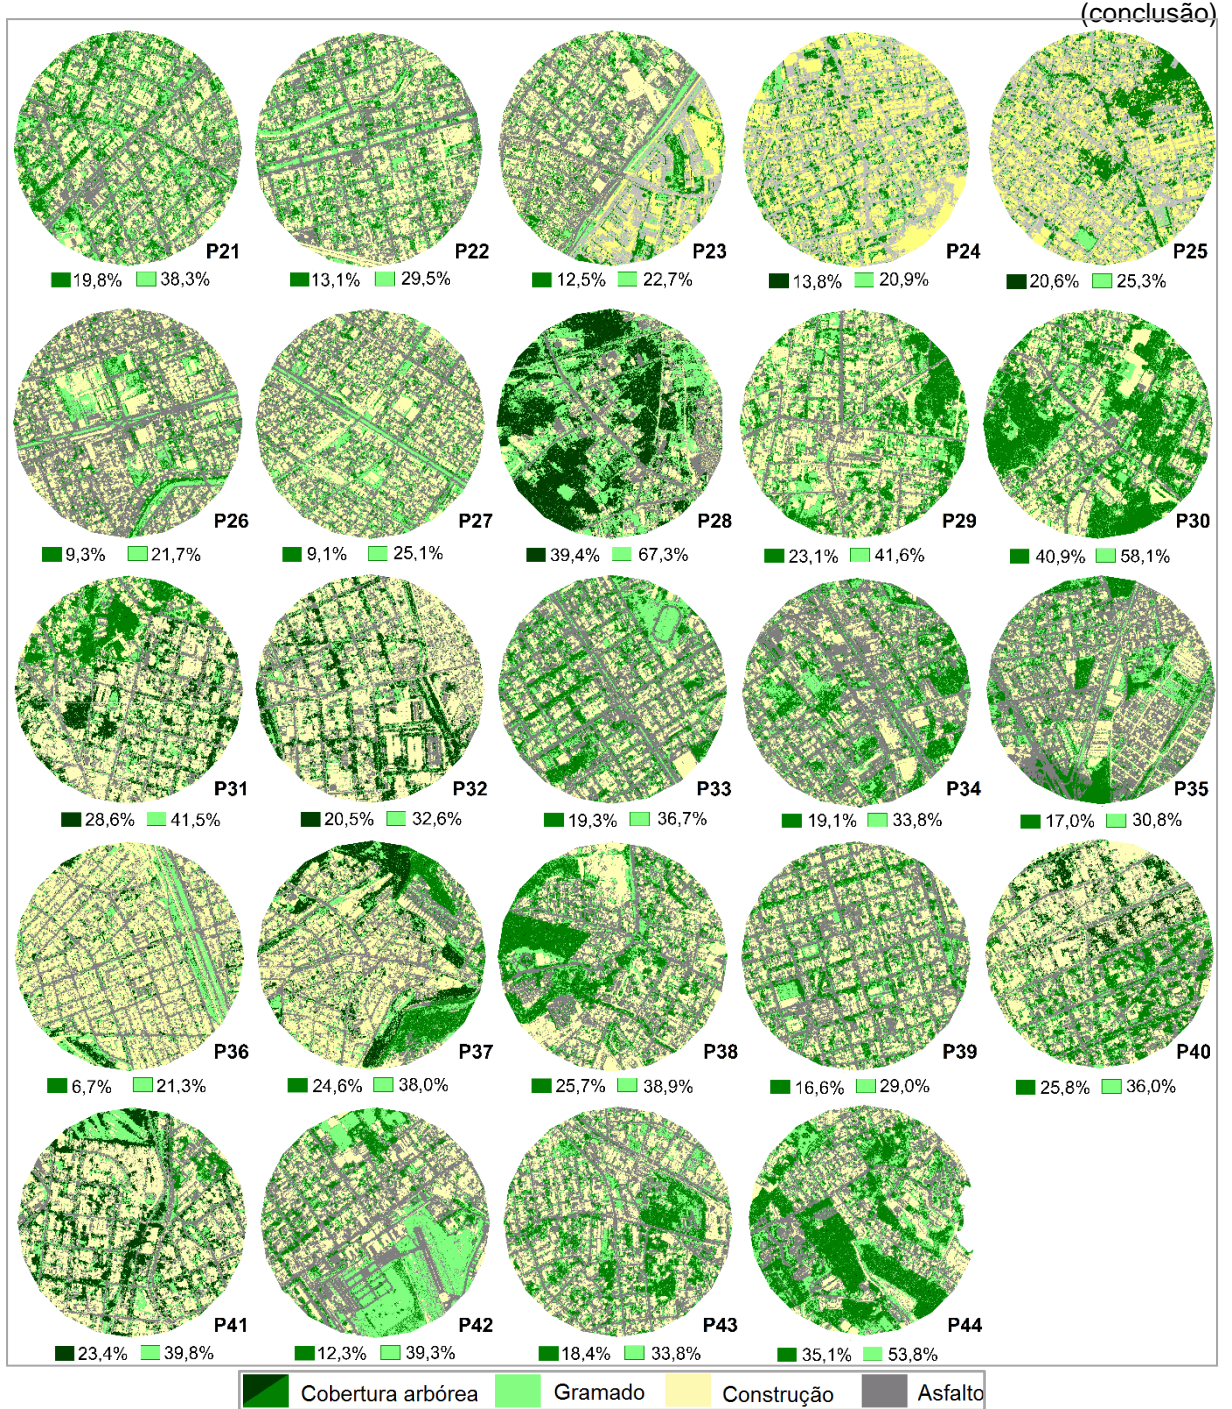 (conclusão)
P21 P22 P23 P24 P25
19,8% 38,3% 13,1% 29,5% 12,5% 22,7% 13,8% 20,9% 20,6% 25,3%
P26 P27 P28 P29 P30
9,3% 21,7% 9,1% 25,1% 39,4% 67,3% 23,1% 41,6% 40,9% 58,1%
P31 P32 P33 P34 P35
28,6% 41,5% 20,5% 32,6% 19,3% 36,7% 19,1% 33,8% 17,0% 30,8%
P36 P37 P38 P39 P40
6,7% 21,3% 24,6% 38,0% 25,7% 38,9% 16,6% 29,0% 25,8% 36,0%
P41 P42 P43 P44
23,4% 39,8% 12,3% 39,3% 18,4% 33,8% 35,1% 53,8%
Cobertura arbórea Gramado Construção Asfalto